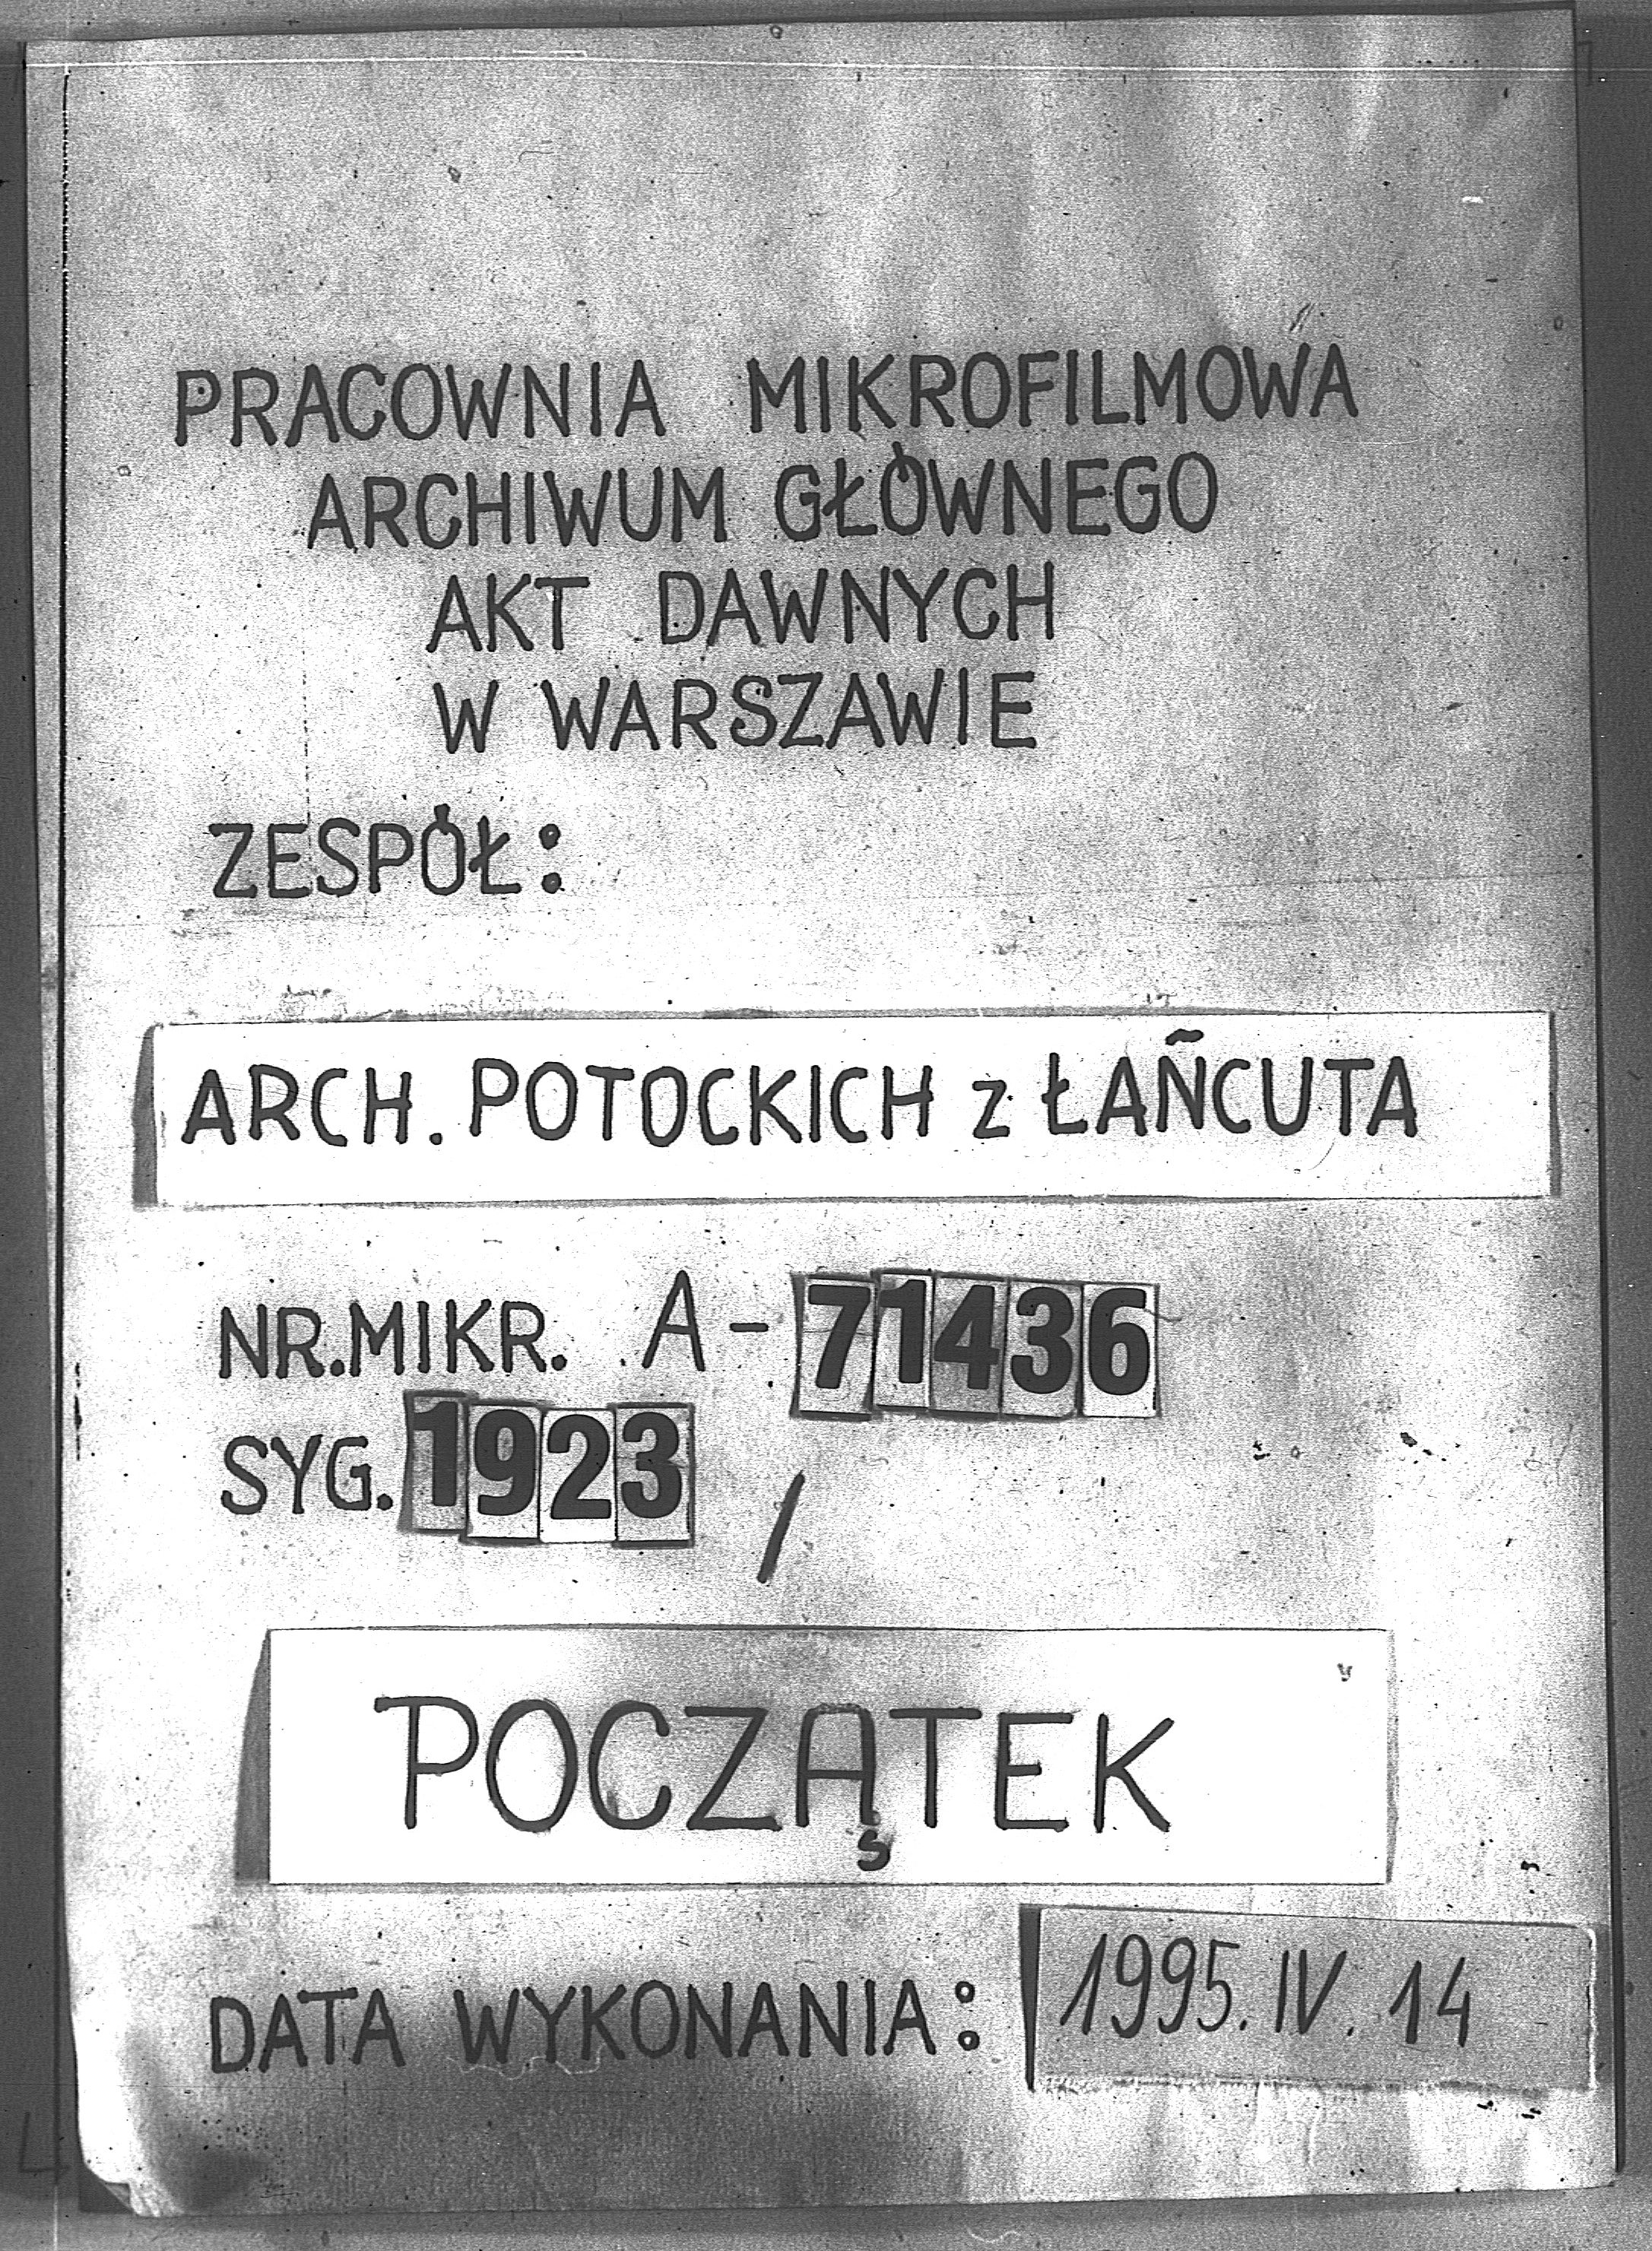 PRACOWNIA MIKROFILMOWA
ARCHIWUM GŁÓWNEGO
AKT DAWNYCH
W WARSZAWIE
ZESPÓŁ:
ARCH. POTOCKICH z ŁAÑCUTA
NR.MIKR. A-71436
SYG. 1923 /
POCZĄTEK
DATA WYKONANIA: 1995.IV.14